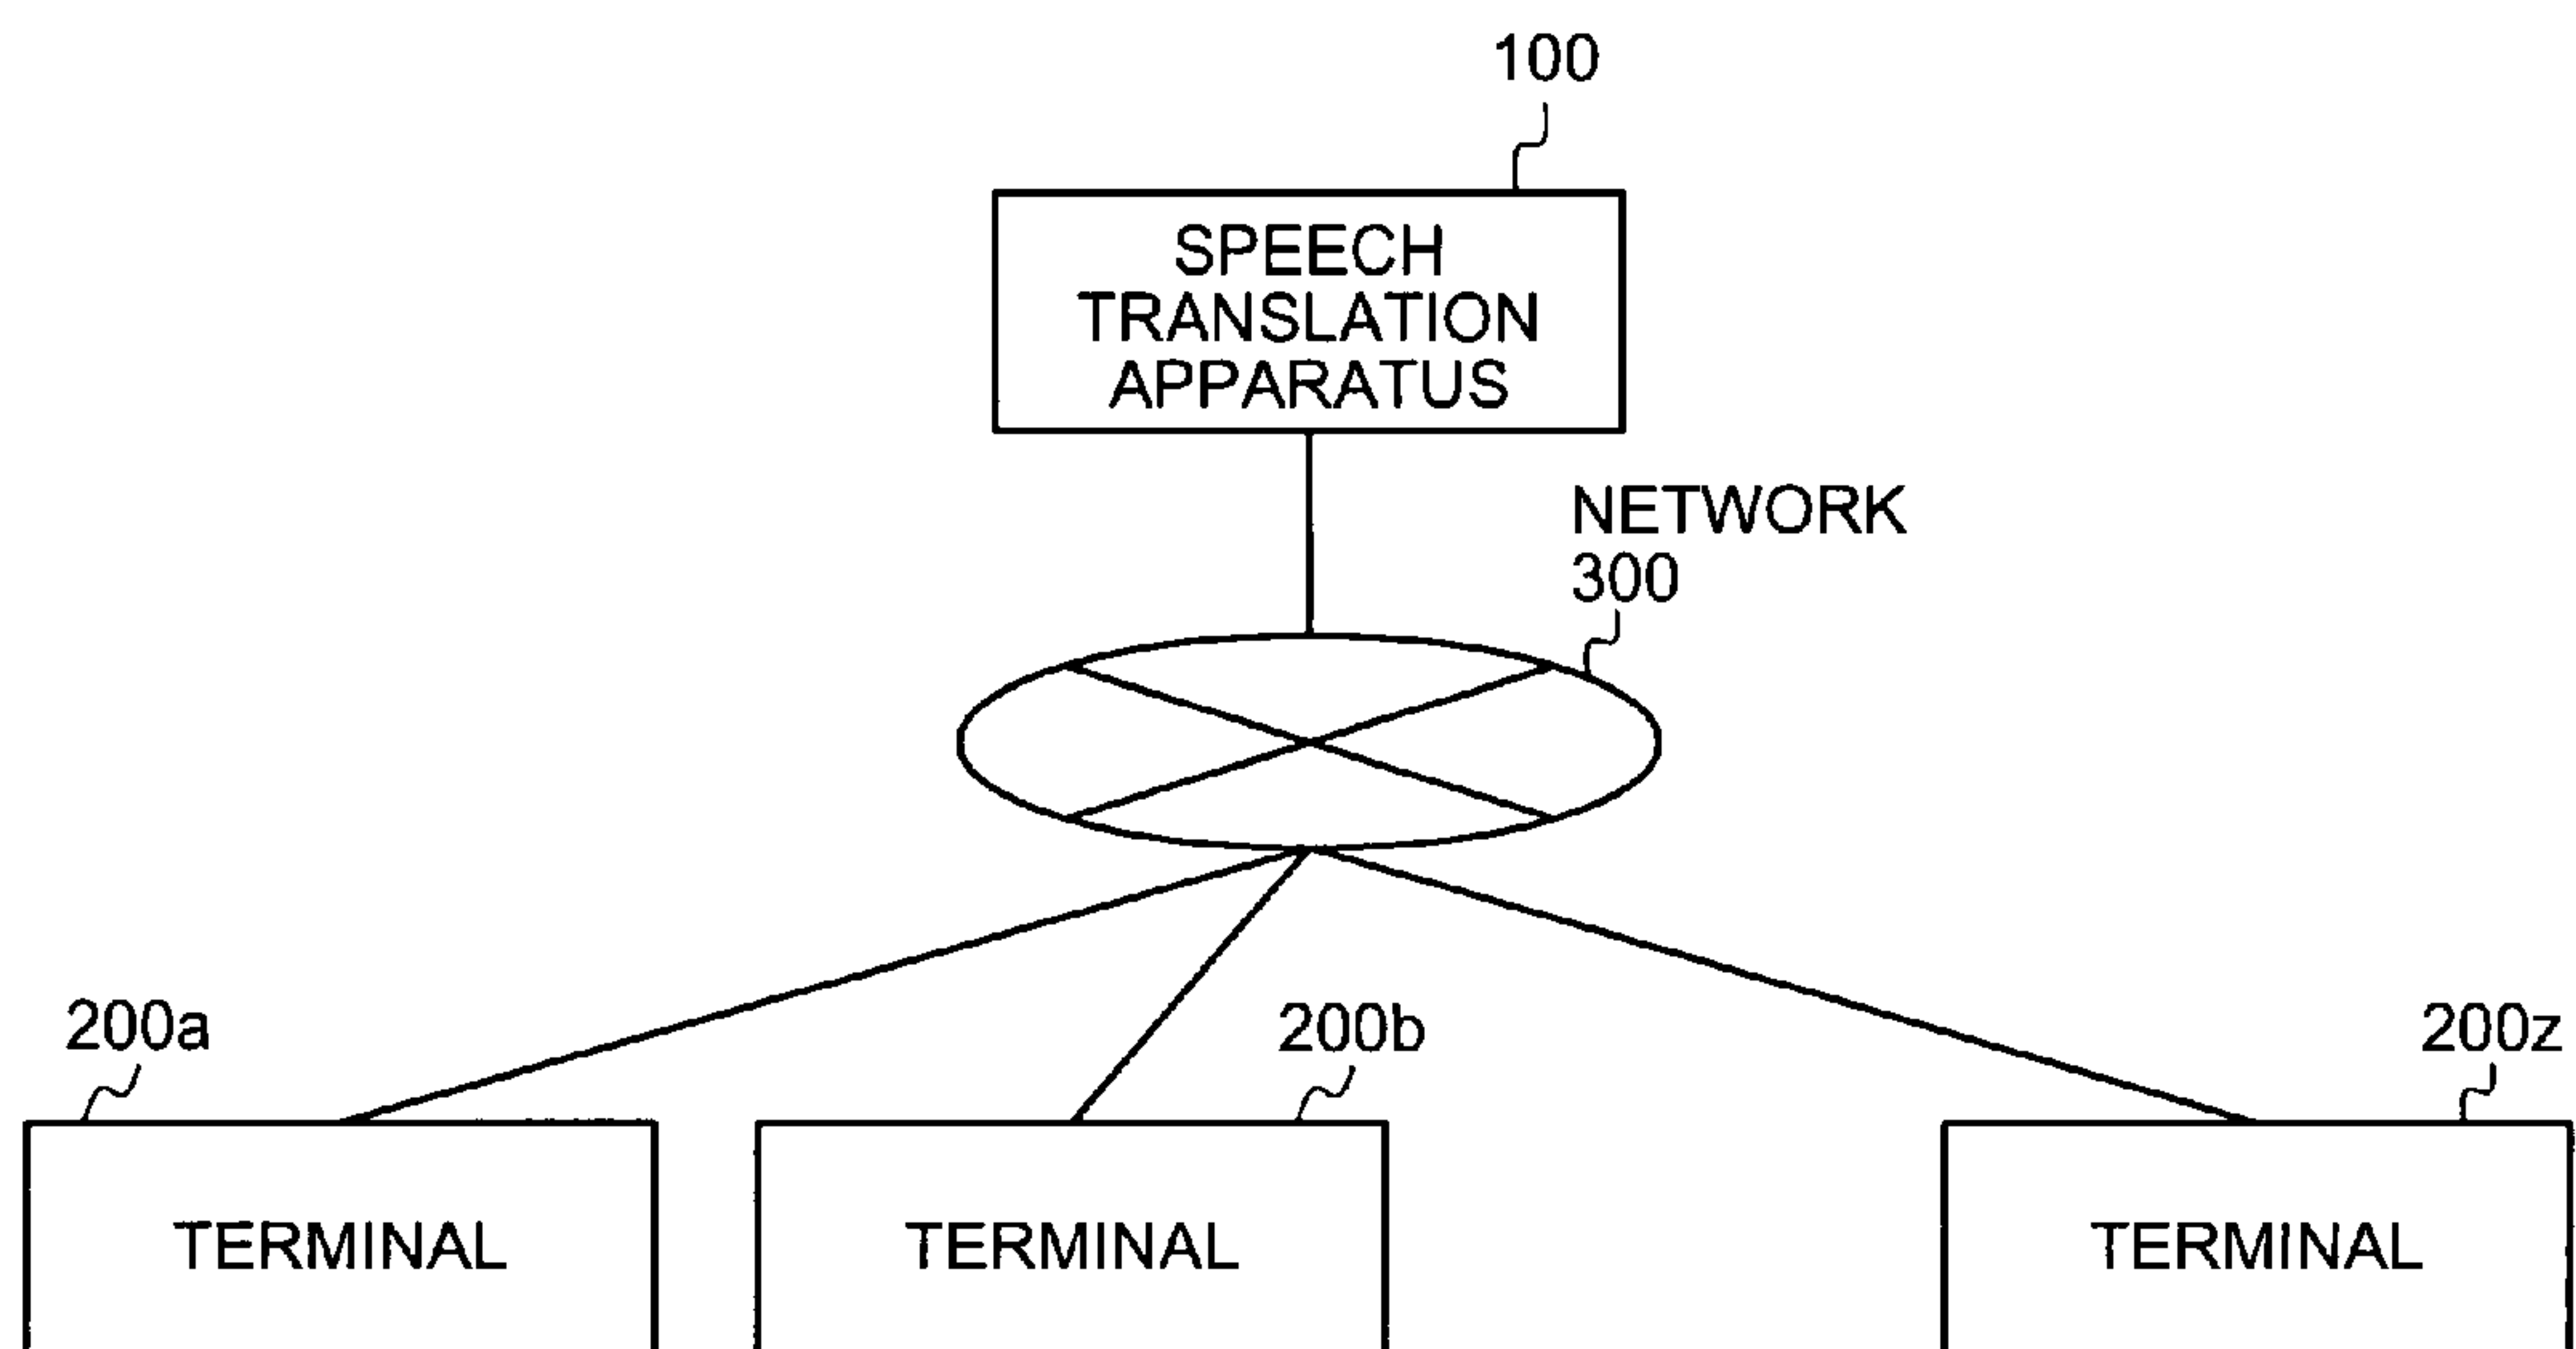 100
SPEECH
TRANSLATION
APPARATUS
NETWORK
300
200a
200b
200z
TERMINAL
TERMINAL
TERMINAL